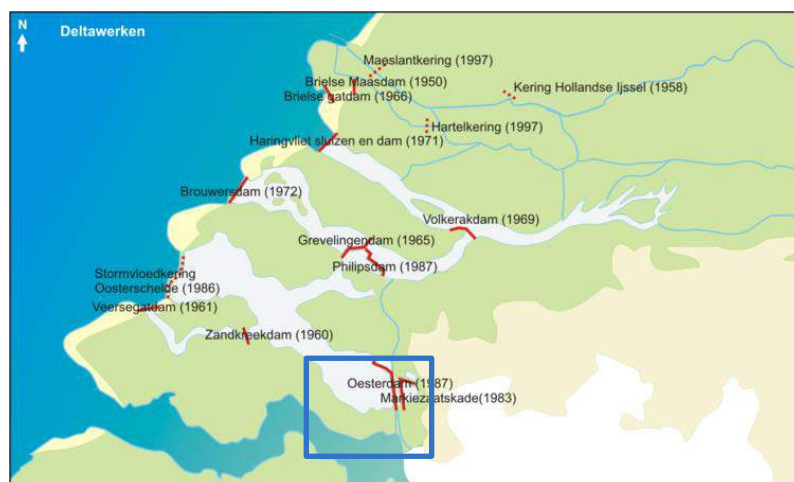 N
Deltawerken
Maeslantkering (1997)
Brielse Maasdam (1950)
Brielse gatdam (1966)
Kering Hollandse Ijssel (1958)
Hartelkering (1997)
Haringvliet sluizen en dam (1971)
Brouwersdam (1972)
Volkerakdam (1969)
Grevelingendam (1965)
Philipsdam (1987)
Stormvloedkering
Oosterschelde (1986)
Veersegatdam (1961)
Zandkreekdam (1960)
Oesterdam (1987)
Markiezaatskade(1983)